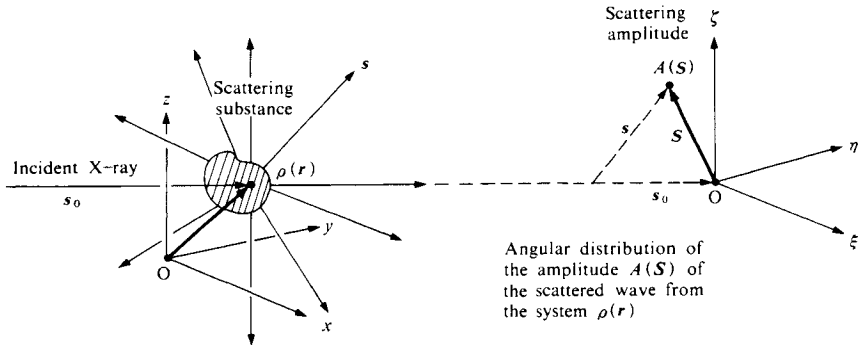 Scattering
substance
s
z
Incident X-ray
s₀
ρ(r)
y
O
x
Scattering
amplitude
ζ
A(S)
s
S
η
s₀
O
ξ
Angular distribution of
the amplitude A(S) of
the scattered wave from
the system ρ(r)